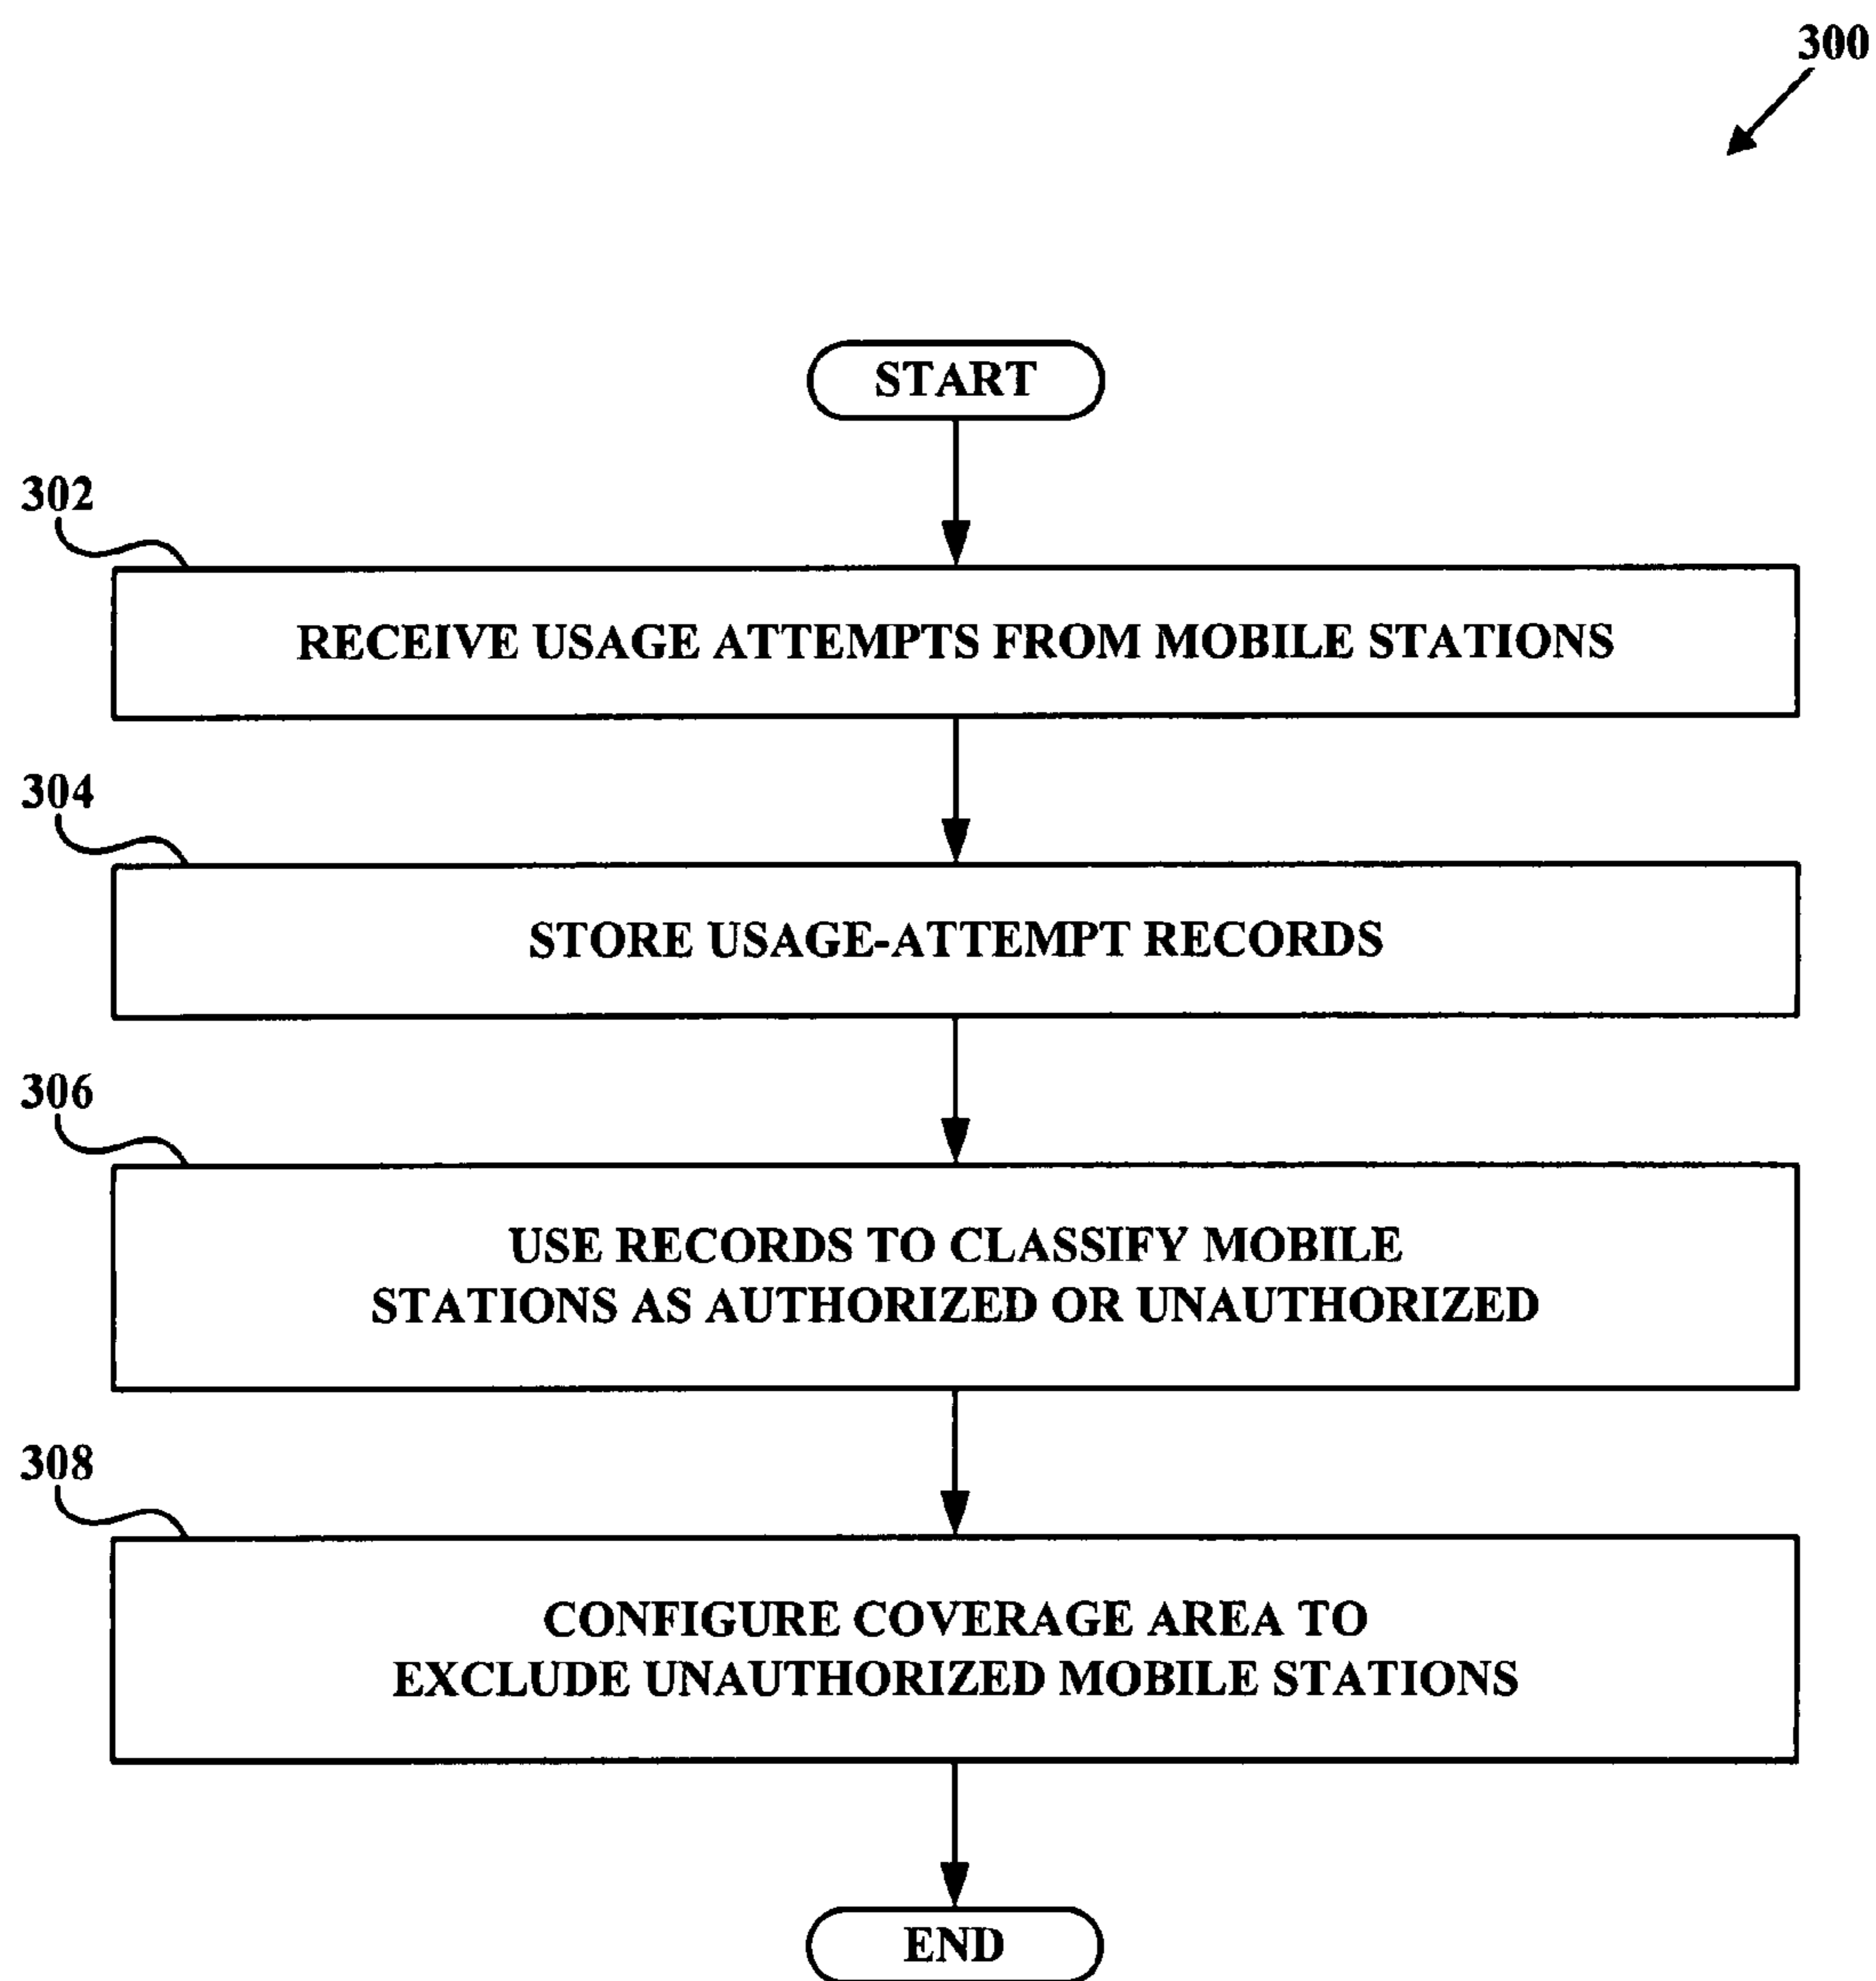 300
START
302
RECEIVE USAGE ATTEMPTS FROM MOBILE STATIONS
304
STORE USAGE-ATTEMPT RECORDS
306
USE RECORDS TO CLASSIFY MOBILE
STATIONS AS AUTHORIZED OR UNAUTHORIZED
308
CONFIGURE COVERAGE AREA TO
EXCLUDE UNAUTHORIZED MOBILE STATIONS
END